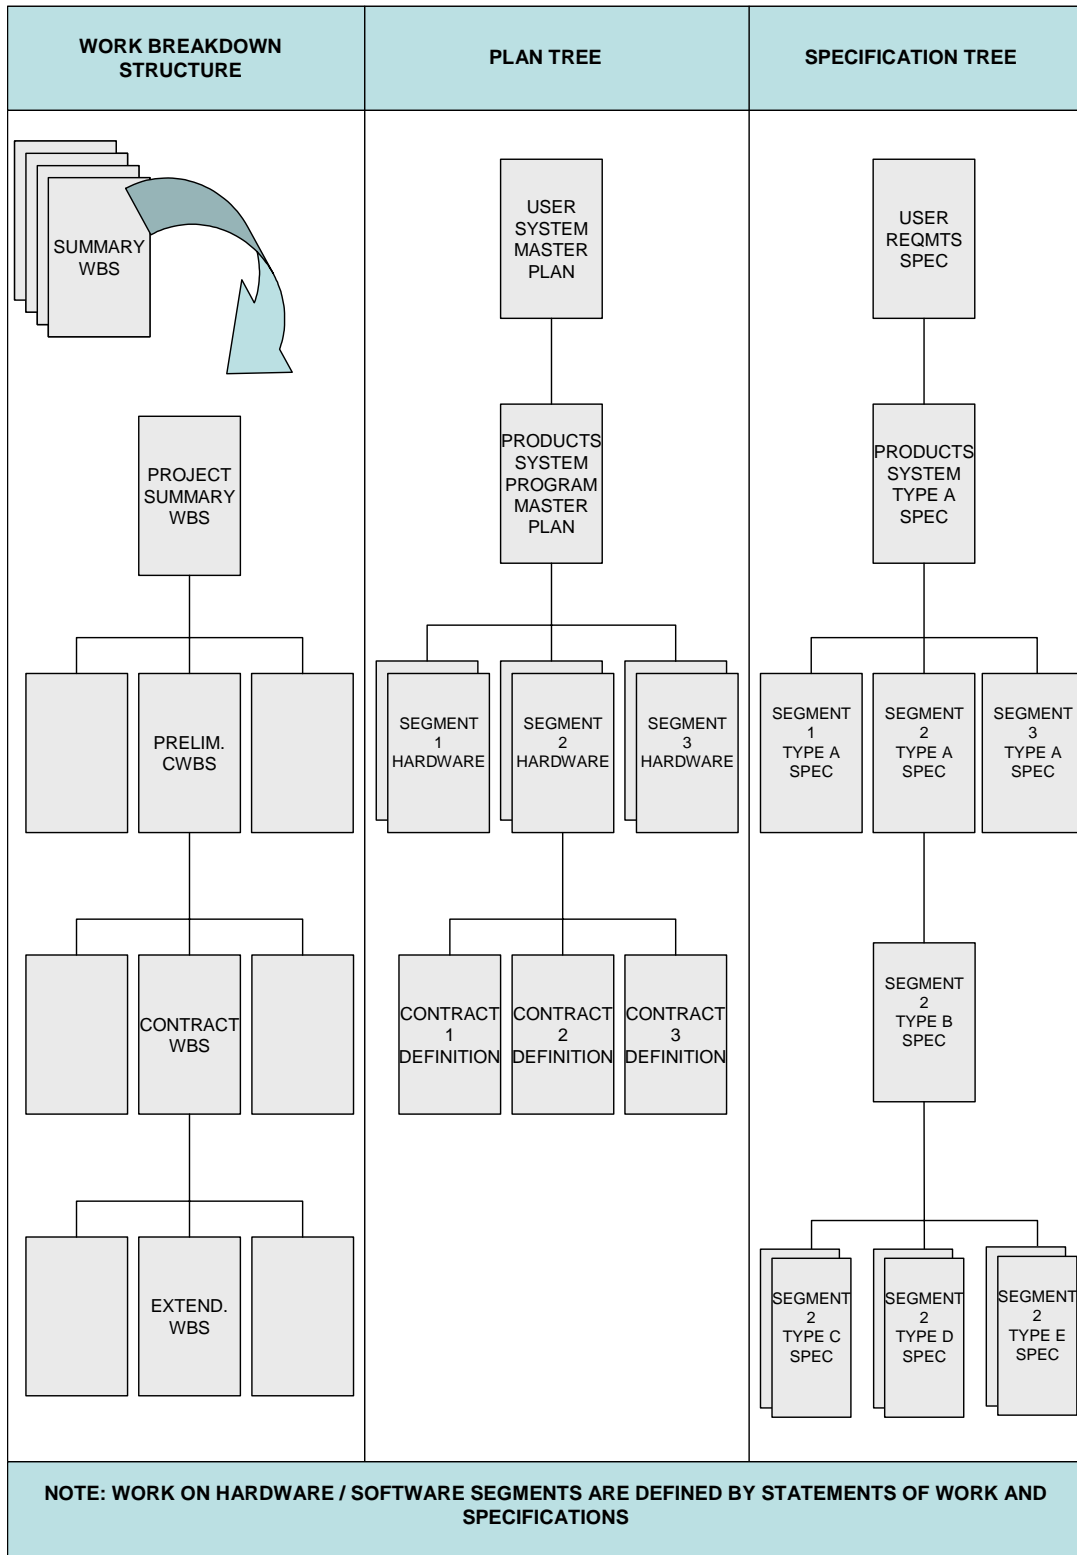 WORK BREAKDOWN
STRUCTURE
PLAN TREE
SPECIFICATION TREE
SUMMARY
WBS
PROJECT
SUMMARY
WBS
PRELIM.
CWBS
CONTRACT
WBS
EXTEND.
WBS
USER
SYSTEM
MASTER
PLAN
PRODUCTS
SYSTEM
PROGRAM
MASTER
PLAN
SEGMENT
1
HARDWARE
SEGMENT
2
HARDWARE
SEGMENT
3
HARDWARE
CONTRACT
1
DEFINITION
CONTRACT
2
DEFINITION
CONTRACT
3
DEFINITION
USER
REQMTS
SPEC
PRODUCTS
SYSTEM
TYPE A
SPEC
SEGMENT
1
TYPE A
SPEC
SEGMENT
2
TYPE A
SPEC
SEGMENT
3
TYPE A
SPEC
SEGMENT
2
TYPE B
SPEC
SEGMENT
2
TYPE C
SPEC
SEGMENT
2
TYPE D
SPEC
SEGMENT
2
TYPE E
SPEC
NOTE: WORK ON HARDWARE / SOFTWARE SEGMENTS ARE DEFINED BY STATEMENTS OF WORK AND
SPECIFICATIONS